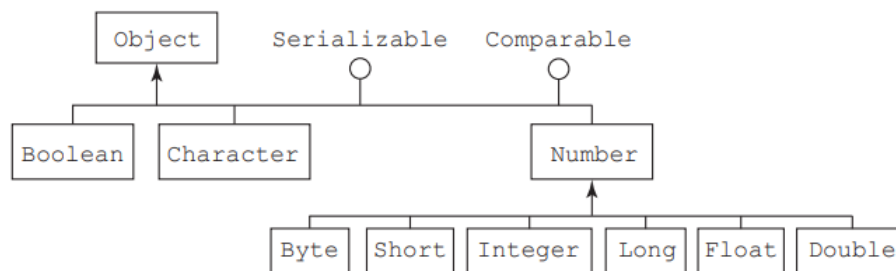 Object Serializable Comparable
Boolean Character Number
Byte Short Integer Long Float Double